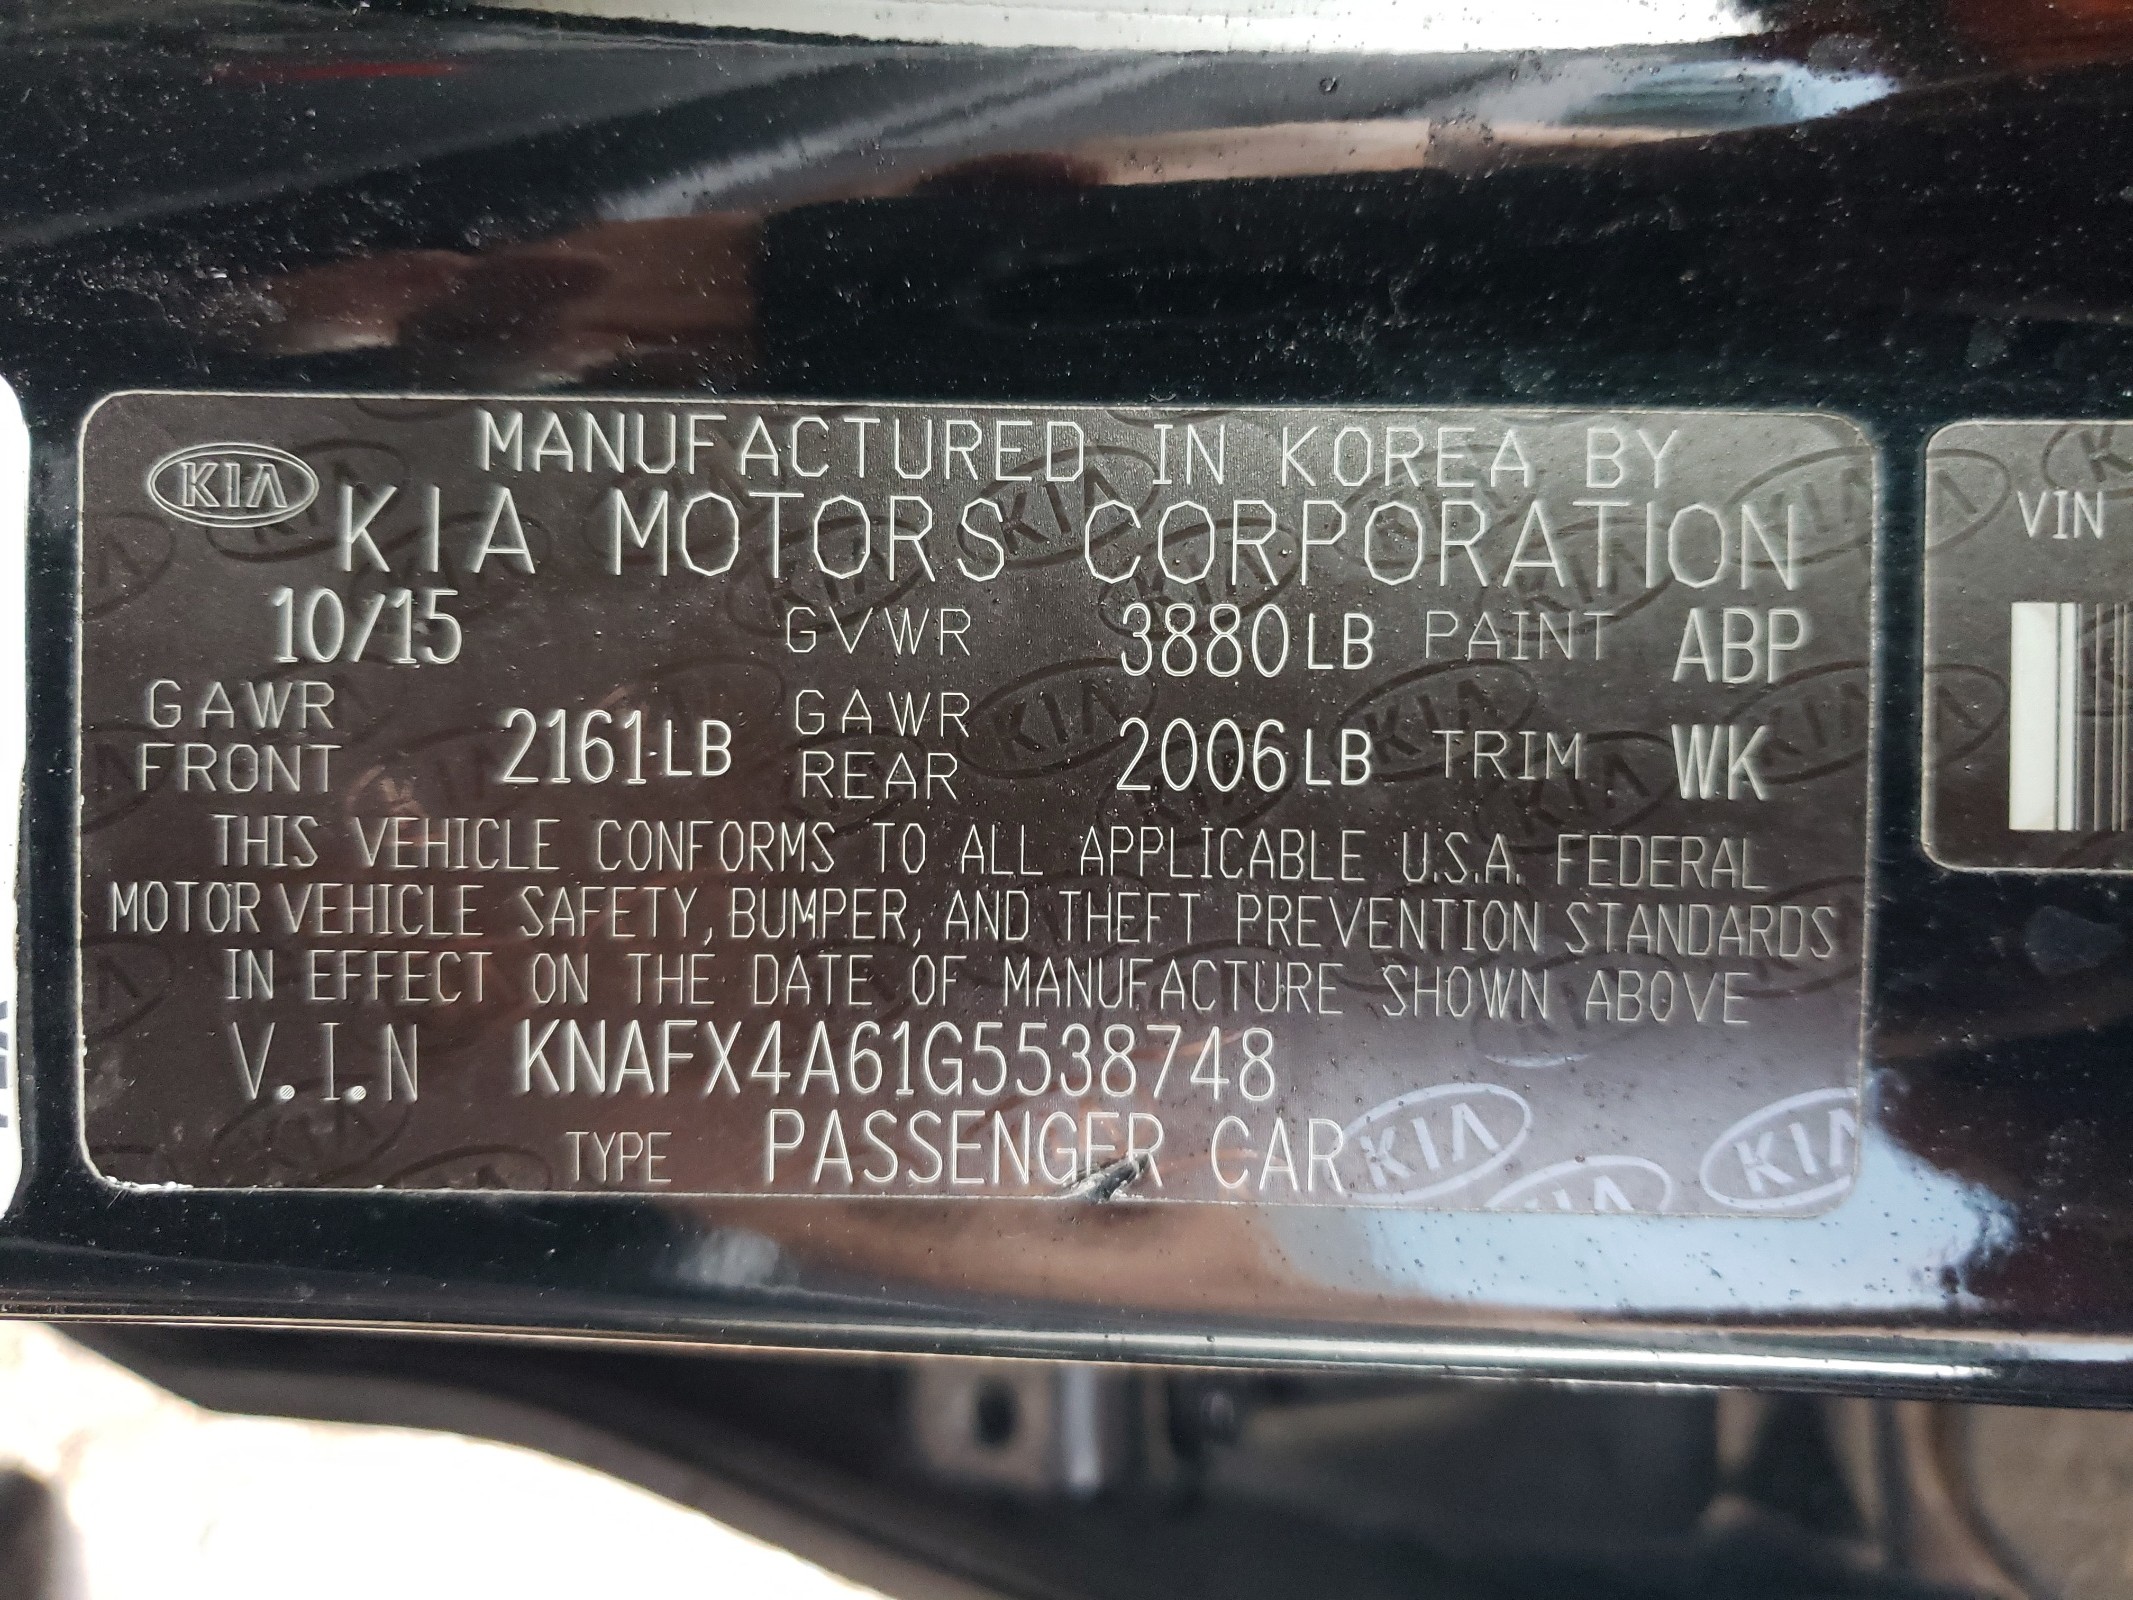 KIA
MANUFACTURED IN KOREA BY
KIA MOTORS CORPORATION
10/15 GVWR 3880LB PAINT ABP
GAWR FRONT 2161LB GAWR REAR 2006LB TRIM WK
THIS VEHICLE CONFORMS TO ALL APPLICABLE U.S.A. FEDERAL
MOTOR VEHICLE SAFETY, BUMPER, AND THEFT PREVENTION STANDARDS
IN EFFECT ON THE DATE OF MANUFACTURE SHOWN ABOVE
V.I.N KNAFX4A61G5538748
TYPE PASSENGER CAR
VIN